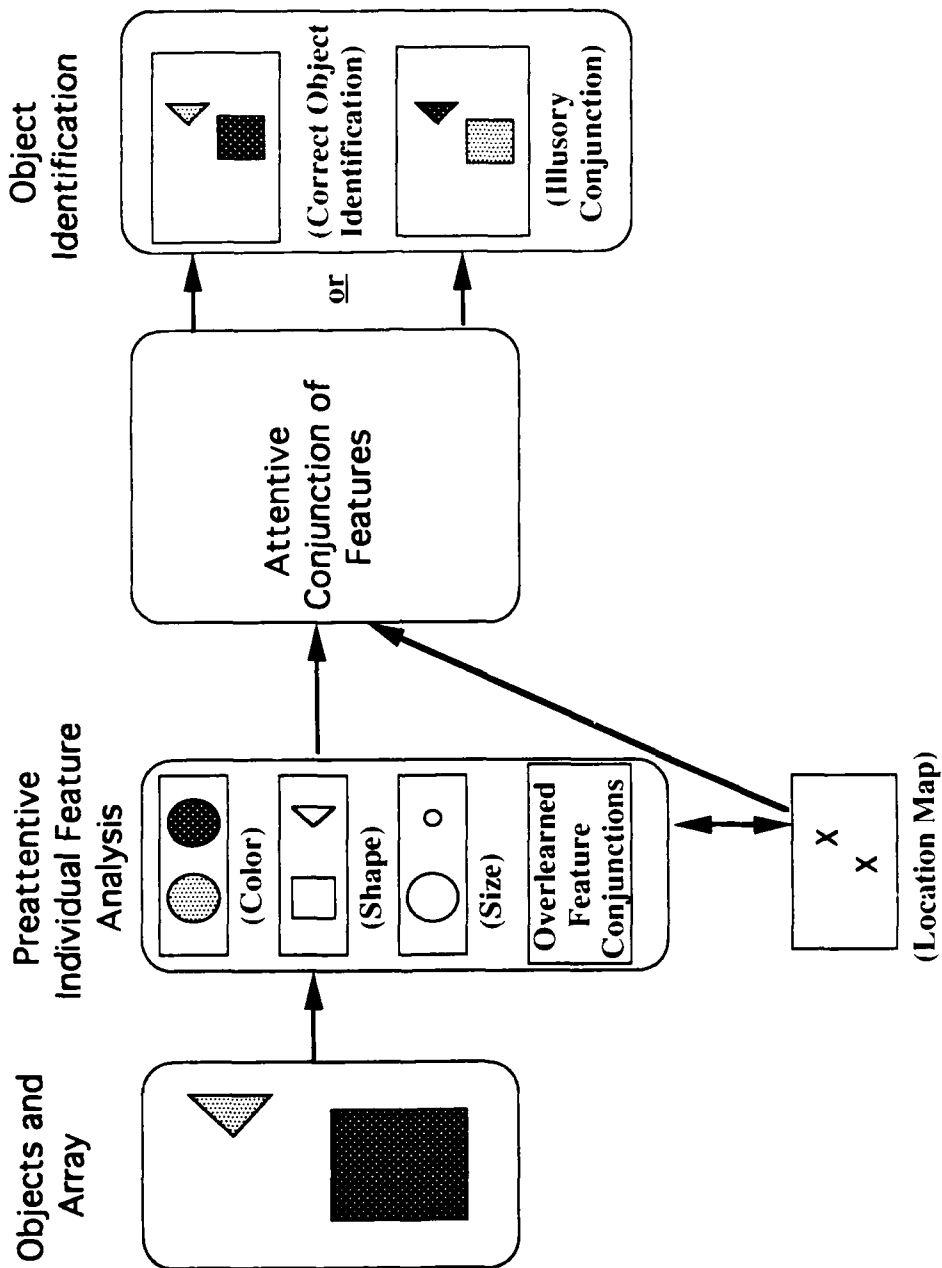 Objects and
Array
Preattentive
Individual Feature
Analysis
(Color)
(Shape)
(Size)
Overlearned
Feature
Conjunctions
X
X
(Location Map)
Attentive
Conjunction of
Features
or
Object
Identification
(Correct Object
Identification)
(Illusory
Conjunction)